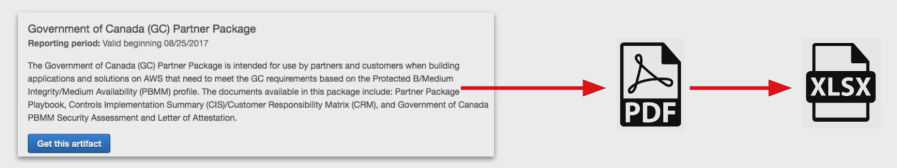 Government of Canada (GC) Partner Package
Reporting period: Valid beginning 08/25/2017
The Government of Canada (GC) Partner Package is intended for use by partners and customers when building
applications and solutions on AWS that need to meet the GC requirements based on the Protected B/Medium
Integrity/Medium Availability (PBMM) profile. The documents available in this package include: Partner Package
Playbook, Controls Implementation Summary (CIS)/Customer Responsibility Matrix (CRM), and Government of Canada
PBMM Security Assessment and Letter of Attestation.
Get this artifact
PDF
XLSX